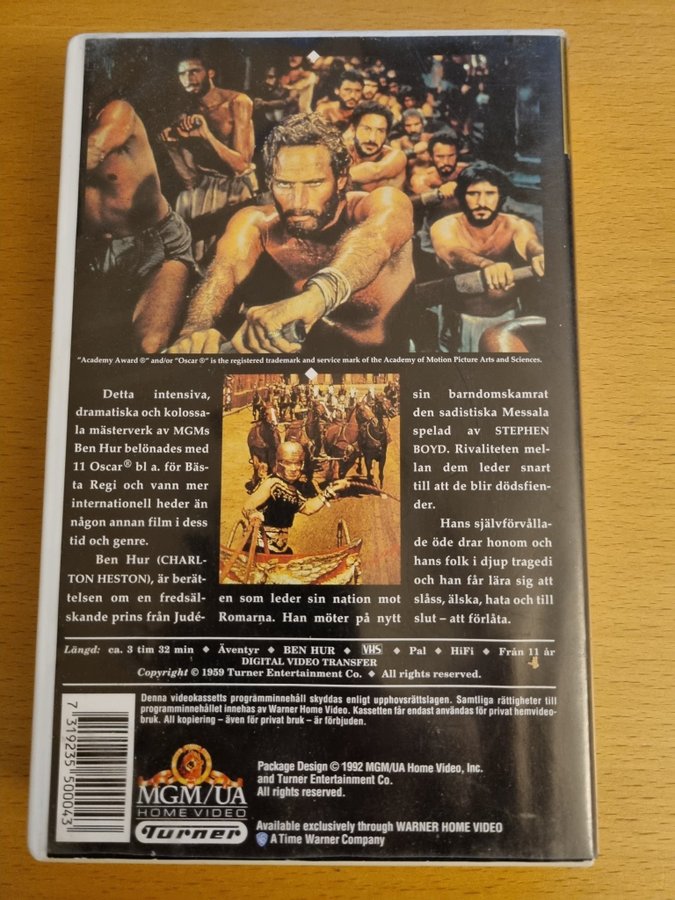 "Academy Award ®" and/or "Oscar ®" is the registered trademark and service mark of the Academy of Motion Picture Arts and Sciences.
Detta intensiva,
dramatiska och kolossa-
la mästerverk av MGMs
Ben Hur belönades med
11 Oscar® bl a. för Bäs-
ta Regi och vann mer
internationell heder än
någon annan film i dess
tid och genre.
Ben Hur (CHARL-
TON HESTON), är berät-
telsen om en fredsäl-
skande prins från Judé-
en som leder sin nation mot
Romarna. Han möter på nytt
sin barndomskamrat
den sadistiska Messala
spelad av STEPHEN
BOYD. Rivaliteten mel-
lan dem leder snart
till att de blir dödsfien-
der.
Hans självförvålla-
de öde drar honom och
hans folk i djup tragedi
och han får lära sig att
slåss, älska, hata och till
slut – att förlåta.
Längd: ca. 3 tim 32 min ◆ Äventyr ◆ BEN HUR ◆ VHS ◆ Pal ◆ HiFi ◆ Från 11 år
DIGITAL VIDEO TRANSFER
Copyright © 1959 Turner Entertainment Co. ◆ All rights reserved.
Denna videokassetts programminnehåll skyddas enligt upphovsrättslagen. Samtliga rättigheter till
programminnehållet innehas av Warner Home Video. Kassetten får endast användas för privat hemvideo-
bruk. All kopiering – även för privat bruk – är förbjuden.
7 319235 500043
MGM/UA
HOME VIDEO
Turner
Package Design © 1992 MGM/UA Home Video, Inc.
and Turner Entertainment Co.
All rights reserved.
Available exclusively through WARNER HOME VIDEO
A Time Warner Company